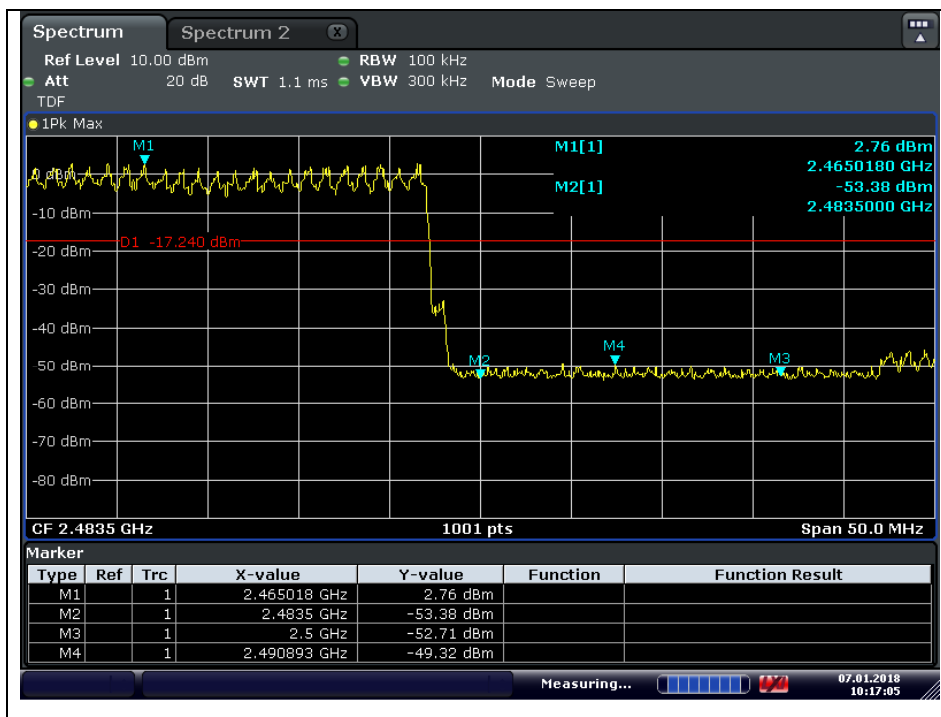 Spectrum Spectrum 2 X
Ref Level 10.00 dBm RBW 100 kHz
Att 20 dB SWT 1.1 ms VBW 300 kHz Mode Sweep
TDF
1Pk Max
M1 M1[1] 2.76 dBm
2.4650180 GHz
0 dBm M2[1] -53.38 dBm
-10 dBm 2.4835000 GHz
D1 -17.240 dBm
-20 dBm
-30 dBm
-40 dBm
M4
M2 M3
-50 dBm
-60 dBm
-70 dBm
-80 dBm
CF 2.4835 GHz 1001 pts Span 50.0 MHz
Marker
Type Ref Trc X-value Y-value Function Function Result
M1 1 2.465018 GHz 2.76 dBm
M2 1 2.4835 GHz -53.38 dBm
M3 1 2.5 GHz -52.71 dBm
M4 1 2.490893 GHz -49.32 dBm
Measuring... 07.01.2018
10:17:05